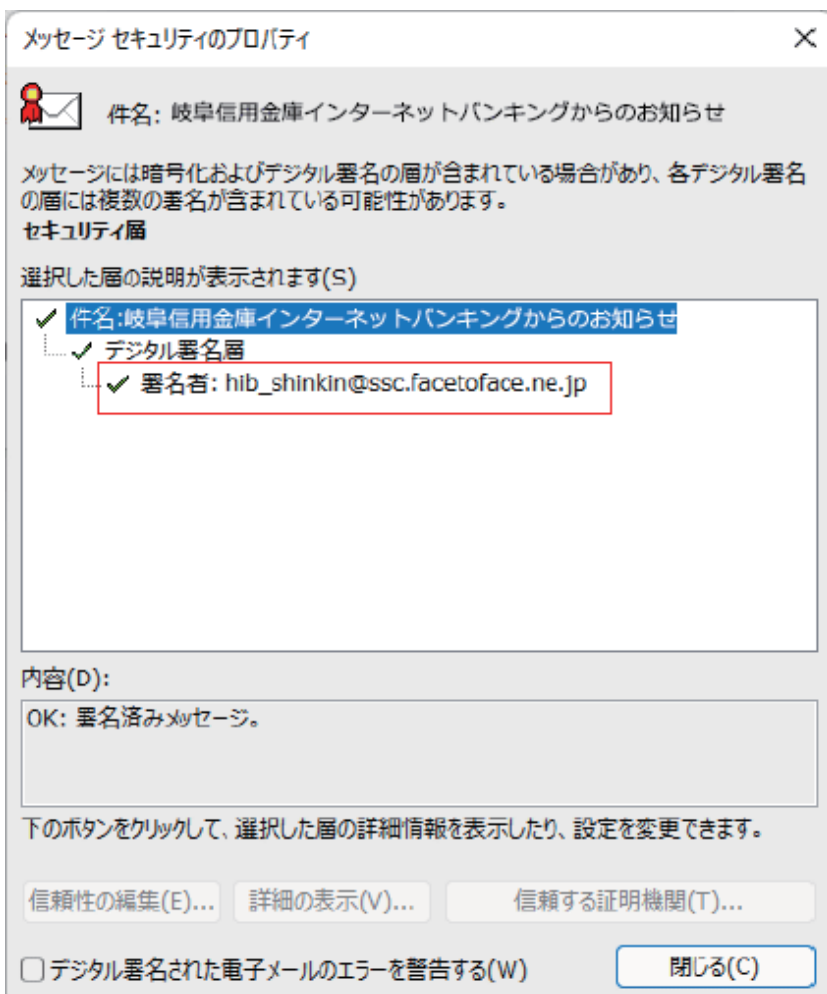 メッセージ セキュリティのプロパティ
件名: 岐阜信用金庫インターネットバンキングからのお知らせ
メッセージには暗号化およびデジタル署名の層が含まれている場合があり、各デジタル署名
の層には複数の署名が含まれている可能性があります。
セキュリティ層
選択した層の説明が表示されます(S)
件名:岐阜信用金庫インターネットバンキングからのお知らせ
デジタル署名層
署名者: hib_shinkin@ssc.facetoface.ne.jp
内容(D):
OK: 署名済みメッセージ。
下のボタンをクリックして、選択した層の詳細情報を表示したり、設定を変更できます。
信頼性の編集(E)... 詳細の表示(V)... 信頼する証明機関(T)...
デジタル署名された電子メールのエラーを警告する(W) 閉じる(C)